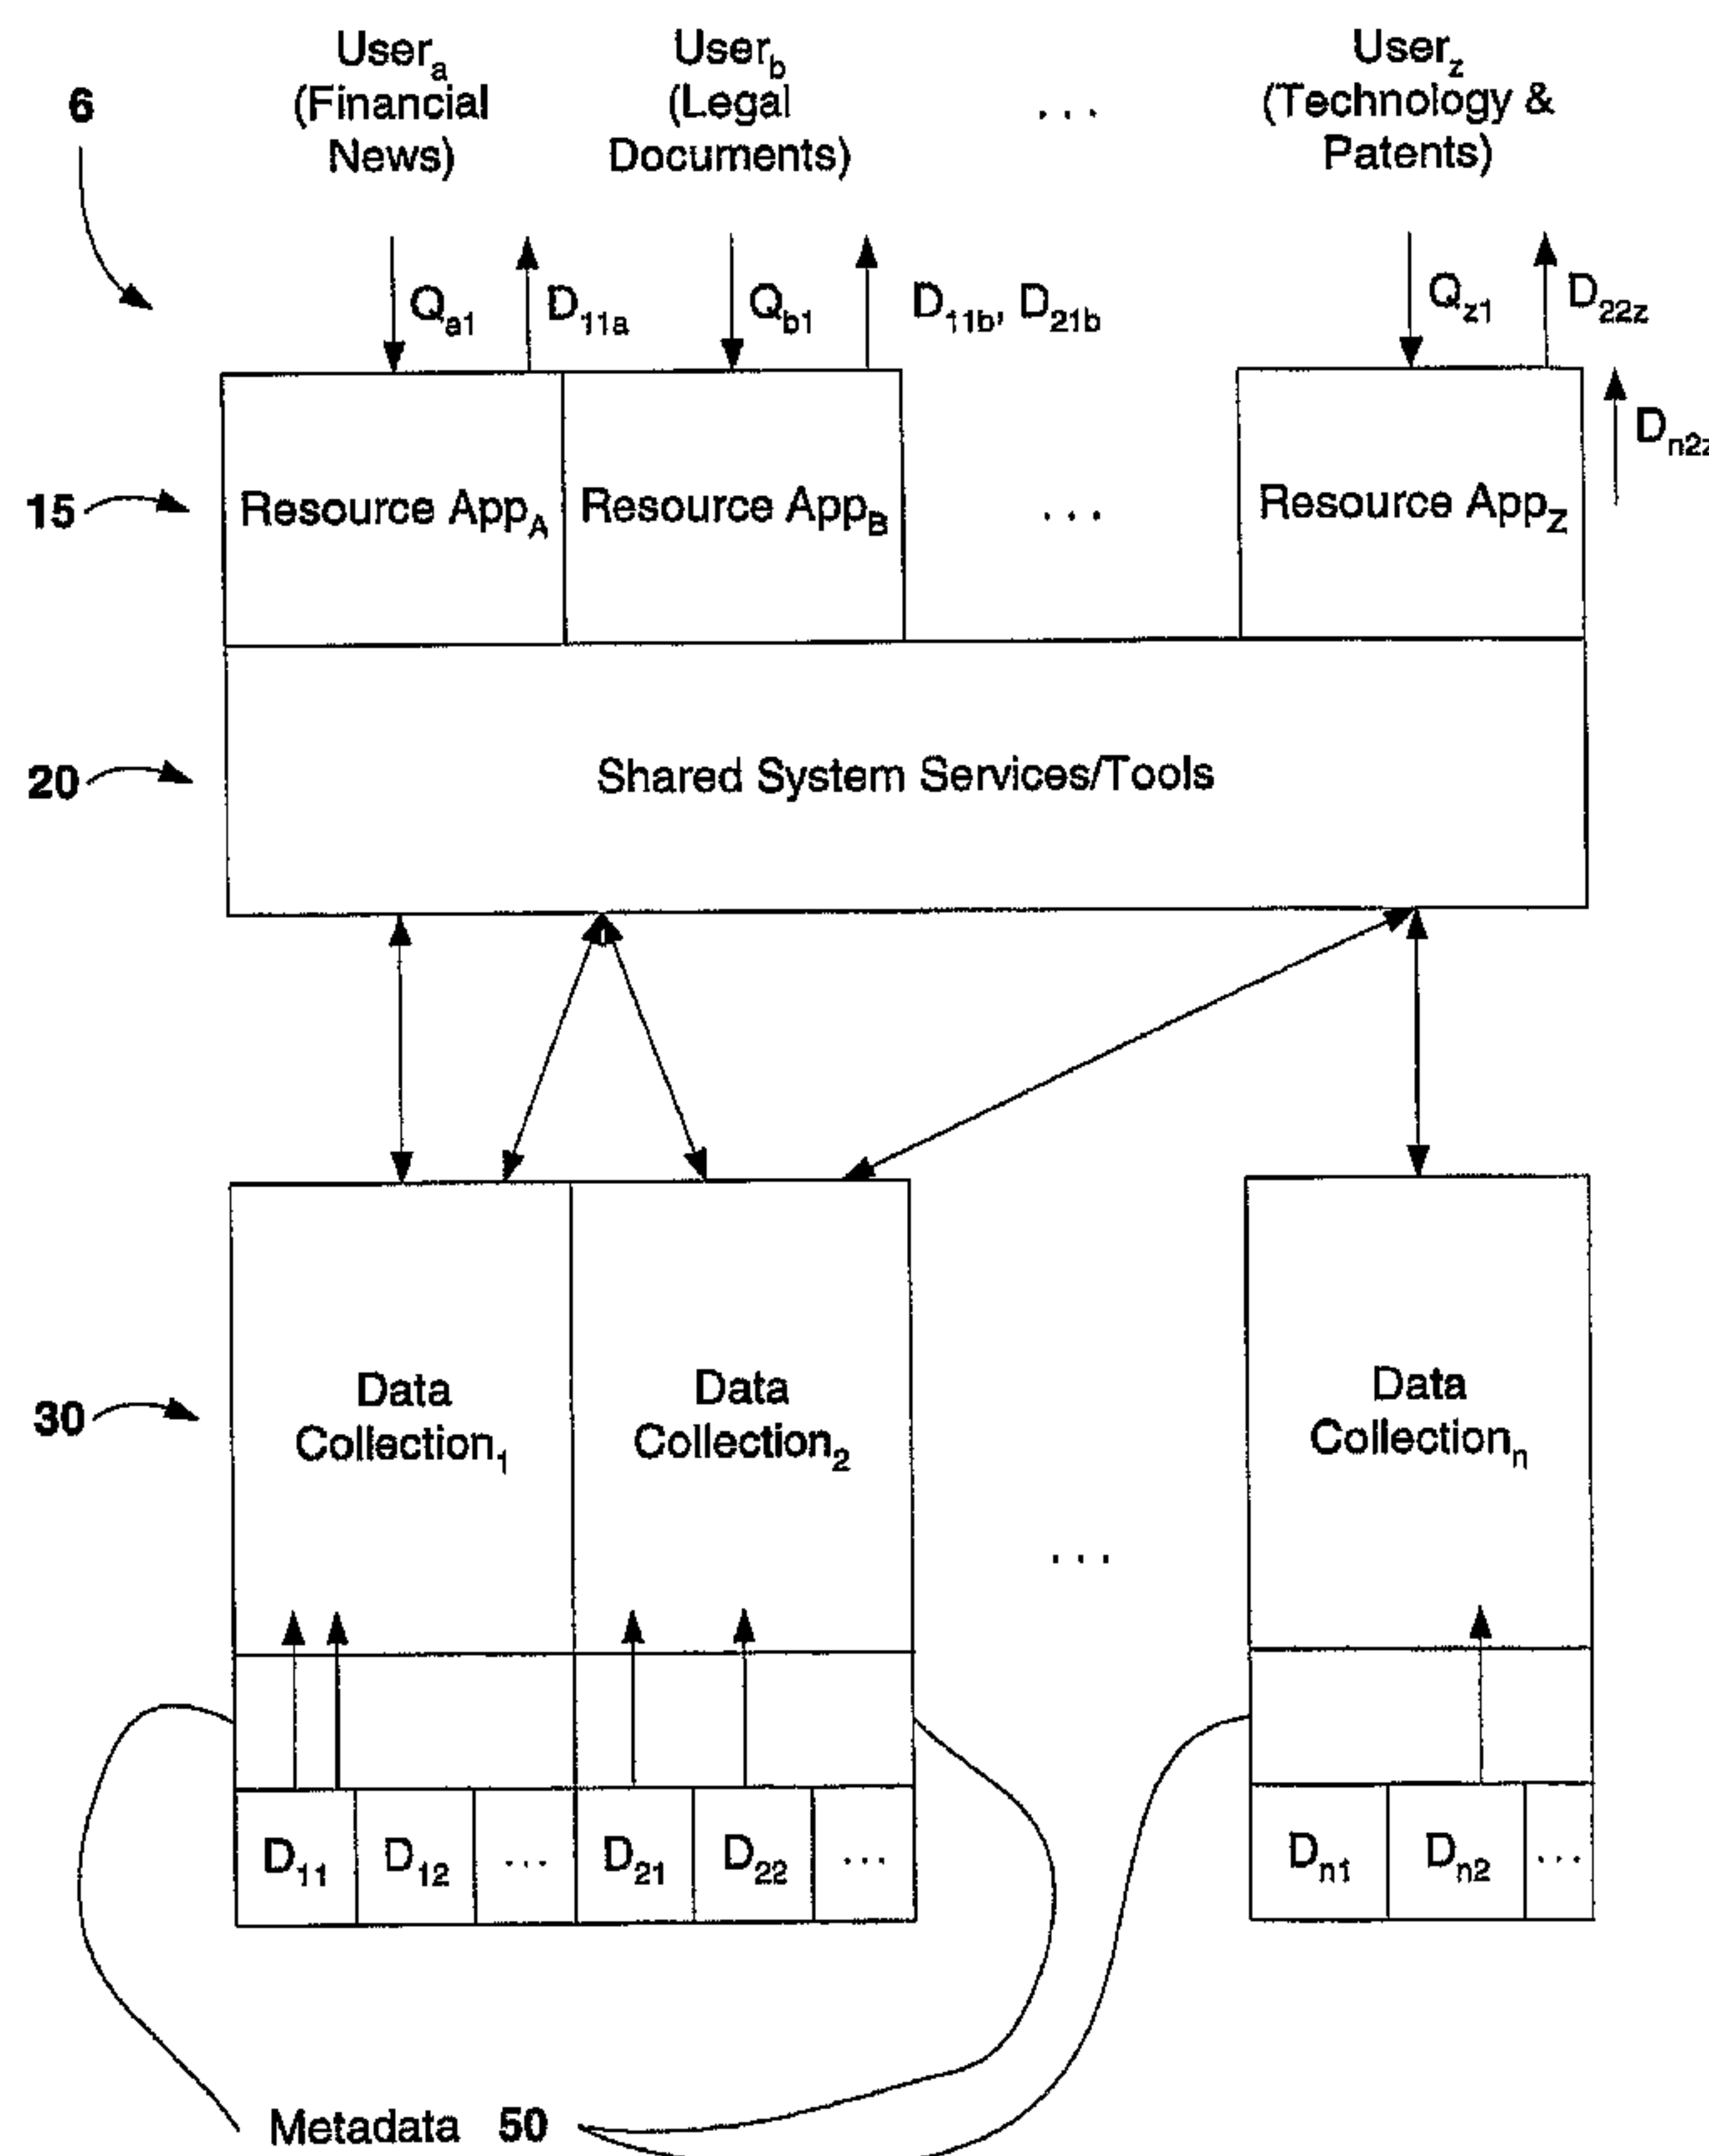 User_a User_b User_z
(Financial (Legal (Technology &
6 News) Documents) ... Patents)
Q_a1 D_11a Q_b1 D_11b, D_21b Q_z1 D_22z
D_n2z
15 Resource App_A Resource App_B ... Resource App_Z
20 Shared System Services/Tools
Data Data Data
30 Collection_1 Collection_2 Collection_n
...
D_11 D_12 ... D_21 D_22 ... D_n1 D_n2 ...
Metadata 50